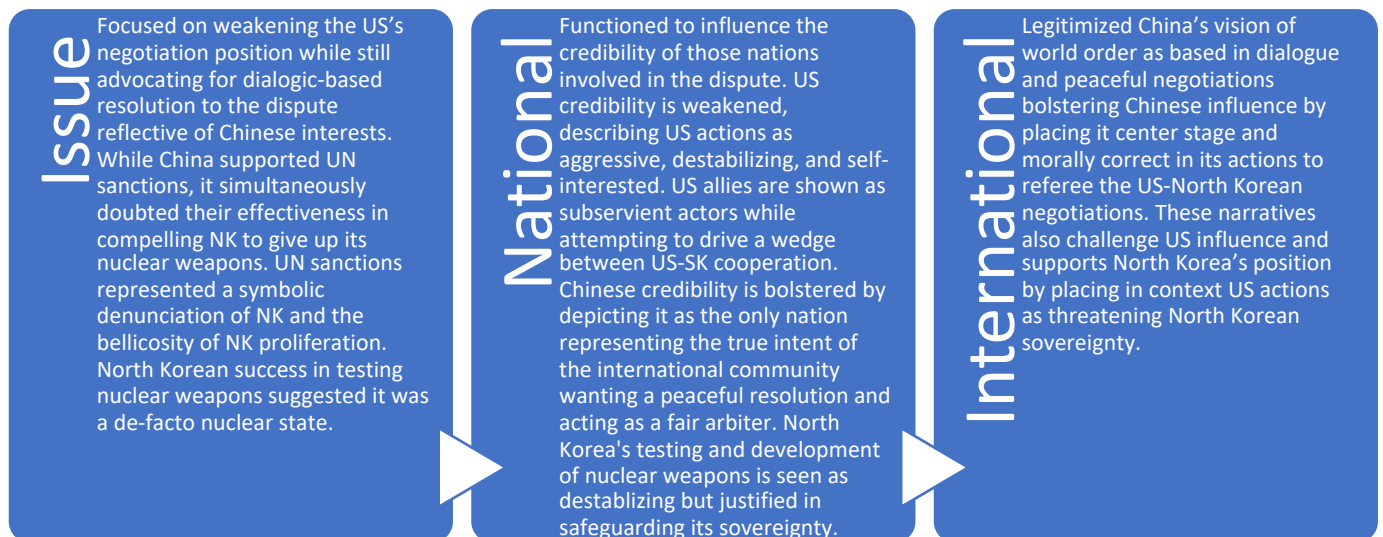 Issue
Focused on weakening the US’s
negotiation position while still
advocating for dialogic-based
resolution to the dispute
reflective of Chinese interests.
While China supported UN
sanctions, it simultaneously
doubted their effectiveness in
compelling NK to give up its
nuclear weapons. UN sanctions
represented a symbolic
denunciation of NK and the
bellicosity of NK proliferation.
North Korean success in testing
nuclear weapons suggested it was
a de-facto nuclear state.
National
Functioned to influence the
credibility of those nations
involved in the dispute. US
credibility is weakened,
describing US actions as
aggressive, destabilizing, and self-
interested. US allies are shown as
subservient actors while
attempting to drive a wedge
between US-SK cooperation.
Chinese credibility is bolstered by
depicting it as the only nation
representing the true intent of
the international community
wanting a peaceful resolution and
acting as a fair arbiter. North
Korea's testing and development
of nuclear weapons is seen as
destablizing but justified in
safeguarding its sovereignty.
International
Legitimized China’s vision of
world order as based in dialogue
and peaceful negotiations
bolstering Chinese influence by
placing it center stage and
morally correct in its actions to
referee the US-North Korean
negotiations. These narratives
also challenge US influence and
supports North Korea’s position
by placing in context US actions
as threatening North Korean
sovereignty.